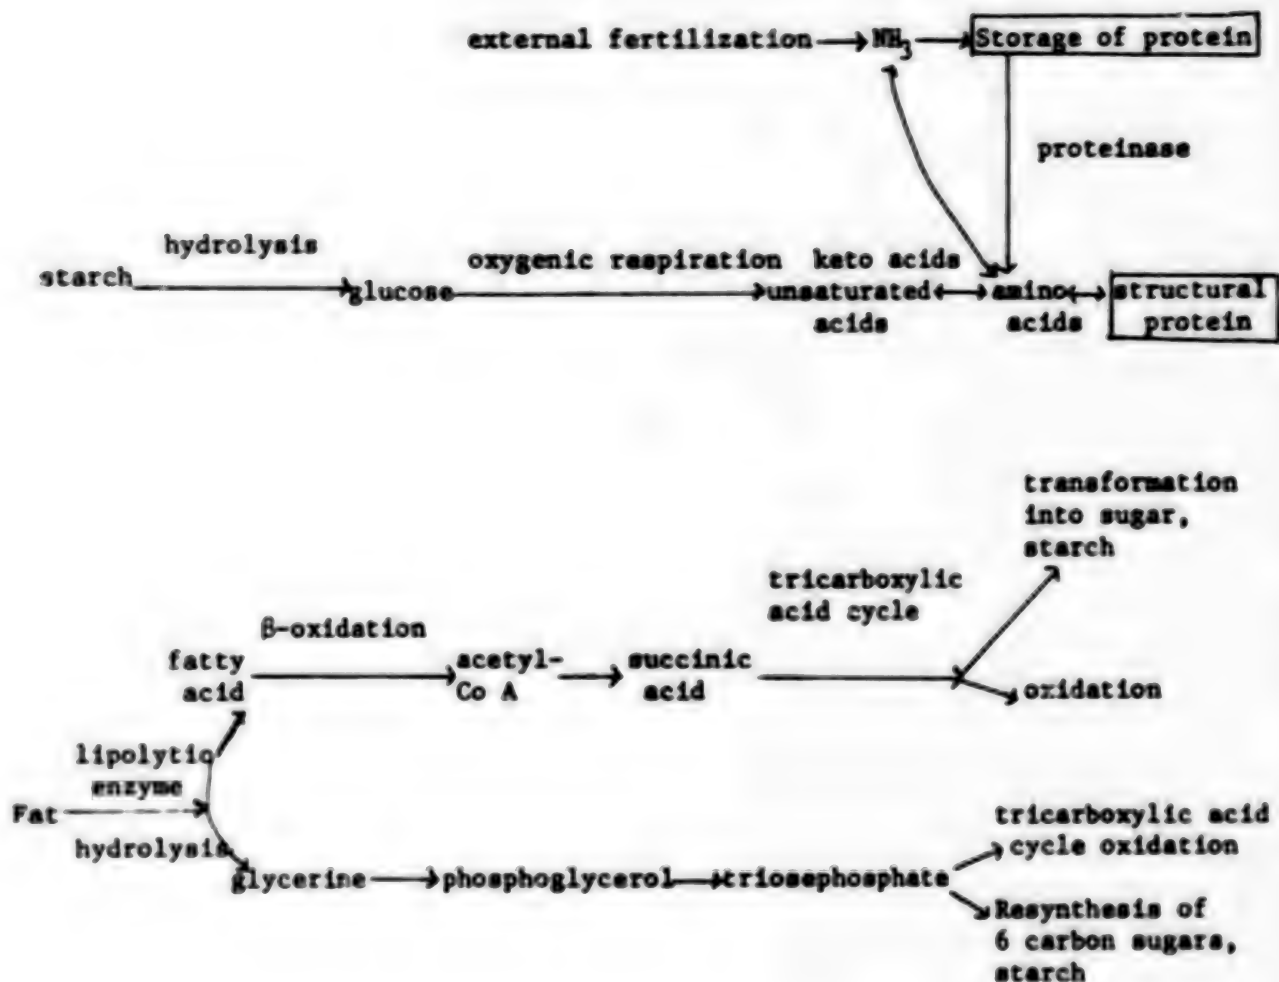 external fertilization NH3 Storage of protein
proteinase
hydrolysis
starch glucose
oxygenic respiration keto acids
unsaturated amino structural
acids acids protein
transformation
into sugar,
starch
tricarboxylic
acid cycle
β-oxidation
fatty acetyl- succinic
acid Co A acid
oxidation
lipolytic
enzyme
Fat
hydrolysis
tricarboxylic acid
cycle oxidation
glycerine phosphoglycerol triosephosphate
Resynthesis of
6 carbon sugars,
starch